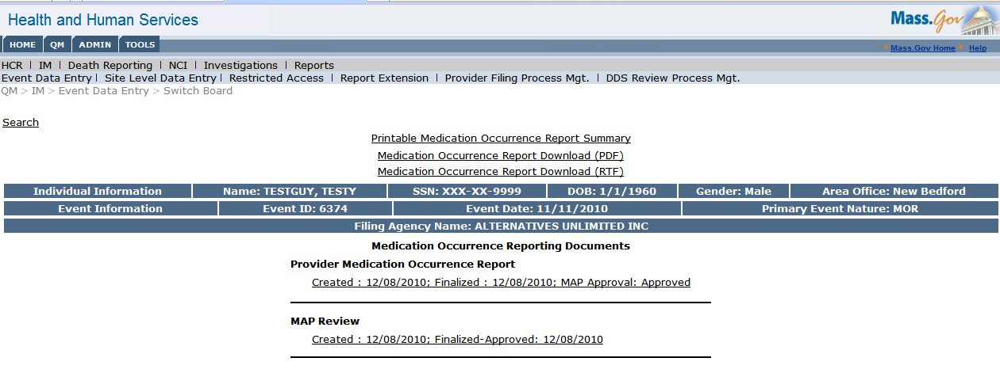 Health and Human Services
Mass.Gov
HOME QM ADMIN TOOLS
Mass.Gov Home Help
HCR | IM | Death Reporting | NCI | Investigations | Reports
Event Data Entry | Site Level Data Entry | Restricted Access | Report Extension | Provider Filing Process Mgt. | DDS Review Process Mgt.
QM > IM > Event Data Entry > Switch Board
Search
Printable Medication Occurrence Report Summary
Medication Occurrence Report Download (PDF)
Medication Occurrence Report Download (RTF)
Individual Information Name: TESTGUY, TESTY SSN: XXX-XX-9999 DOB: 1/1/1960 Gender: Male Area Office: New Bedford
Event Information Event ID: 6374 Event Date: 11/11/2010 Primary Event Nature: MOR
Filing Agency Name: ALTERNATIVES UNLIMITED INC
Medication Occurrence Reporting Documents
Provider Medication Occurrence Report
Created : 12/08/2010; Finalized : 12/08/2010; MAP Approval: Approved
MAP Review
Created : 12/08/2010; Finalized-Approved: 12/08/2010